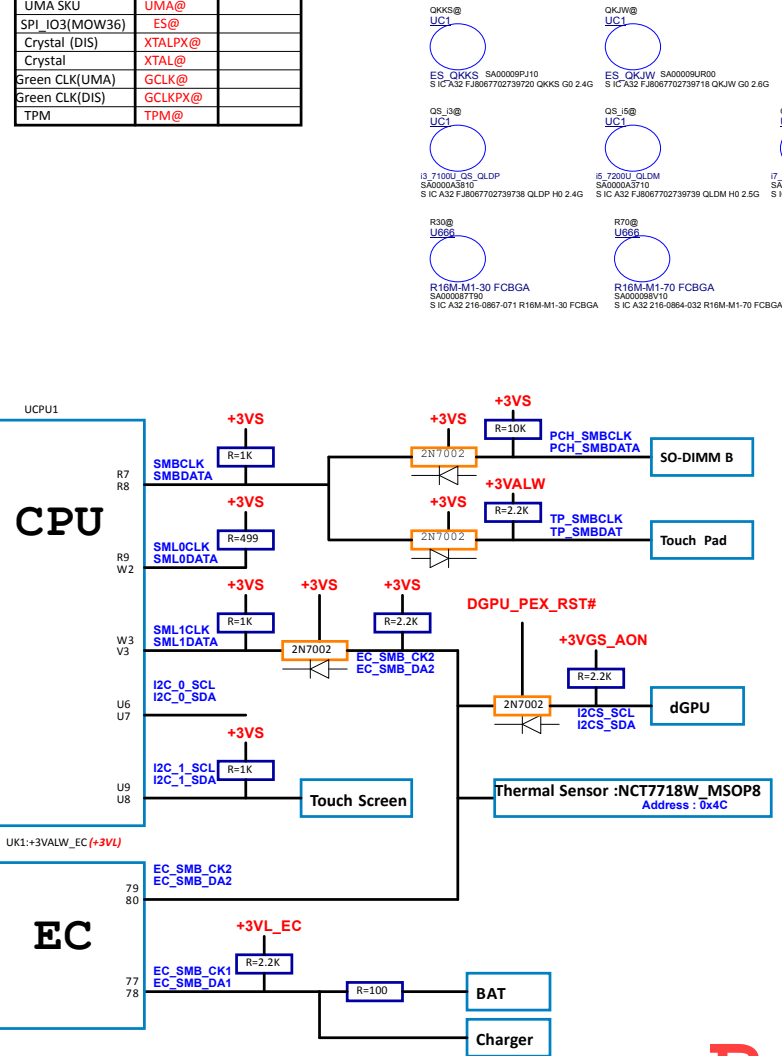 UMA SKU UMA@
SPI_IO3(MOW36) ES@
Crystal (DIS) XTALPX@
Crystal XTAL@
Green CLK(UMA) GCLK@
Green CLK(DIS) GCLKPX@
TPM TPM@
QKKS@
UC1
ES_QKKS SA00009PJ10
S IC A32 FJ8067702739720 QKKS G0 2.4G
QKJW@
UC1
ES_QKJW SA00009UR00
S IC A32 FJ8067702739718 QKJW G0 2.6G
QS_i3@
UC1
i3_7100U_QS_QLDP
SA0000A3810
S IC A32 FJ8067702739738 QLDP H0 2.4G
QS_i5@
UC1
i5_7200U_QLDM
SA0000A3710
S IC A32 FJ8067702739739 QLDM H0 2.5G
i7_
R30@
U666
R16M-M1-30 FCBGA
SA000087T90
S IC A32 216-0867-071 R16M-M1-30 FCBGA
R70@
U666
R16M-M1-70 FCBGA
SA000098V10
S IC A32 216-0864-032 R16M-M1-70 FCBGA
UCPU1
CPU
R7
R8
SMBCLK
SMBDATA
+3VS
R=1K
+3VS
2N7002
+3VS
R=10K
PCH_SMBCLK
PCH_SMBDATA
SO-DIMM B
+3VS
2N7002
+3VALW
R=2.2K
TP_SMBCLK
TP_SMBDAT
Touch Pad
R9
W2
SML0CLK
SML0DATA
+3VS
R=499
W3
V3
SML1CLK
SML1DATA
+3VS
R=1K
+3VS
2N7002
+3VS
R=2.2K
EC_SMB_CK2
EC_SMB_DA2
DGPU_PEX_RST#
2N7002
+3VGS_AON
R=2.2K
I2CS_SCL
I2CS_SDA
dGPU
U6
U7
I2C_0_SCL
I2C_0_SDA
U9
U8
I2C_1_SCL
I2C_1_SDA
+3VS
R=1K
Touch Screen
Thermal Sensor :NCT7718W_MSOP8
Address : 0x4C
UK1:+3VALW_EC(+3VL)
EC
79
80
EC_SMB_CK2
EC_SMB_DA2
77
78
EC_SMB_CK1
EC_SMB_DA1
+3VL_EC
R=2.2K
R=100
BAT
Charger